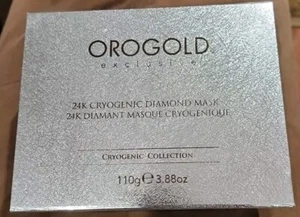 OROGOLD
exclusive
24K CRYOGENIC DIAMOND MASK
24K DIAMANT MASQUE CRYOGENIQUE
CRYOGENIC COLLECTION
110g℮3.88oz